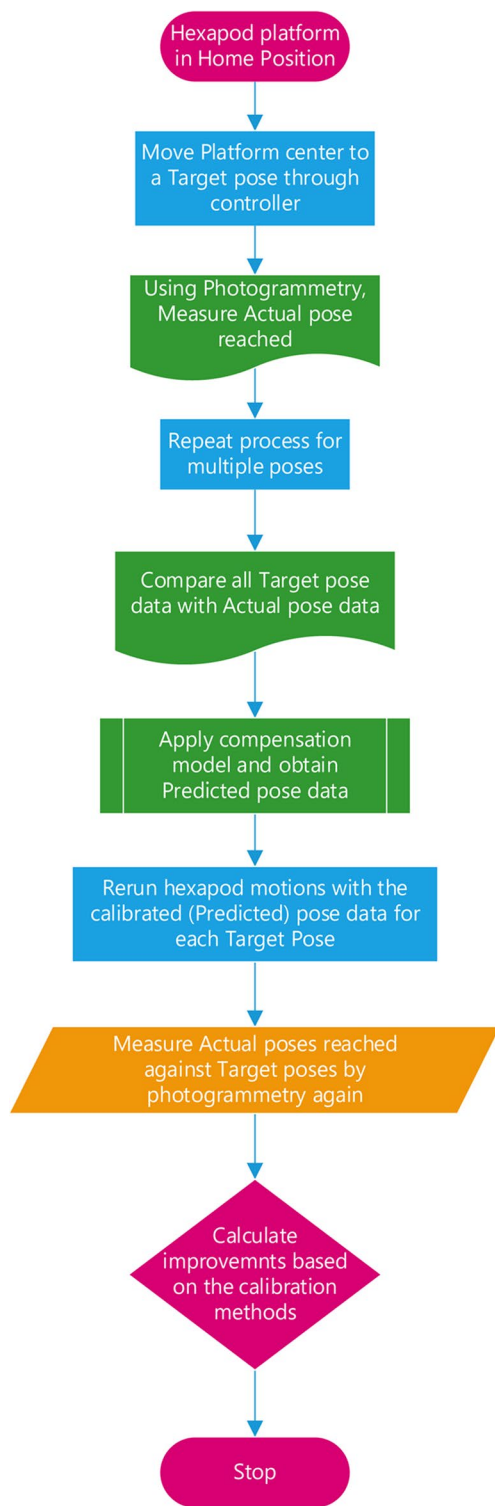 Hexapod platform
in Home Position
Move Platform center to
a Target pose through
controller
Using Photogrammetry,
Measure Actual pose
reached
Repeat process for
multiple poses
Compare all Target pose
data with Actual pose data
Apply compensation
model and obtain
Predicted pose data
Rerun hexapod motions with the
calibrated (Predicted) pose data for
each Target Pose
Measure Actual poses reached
against Target poses by
photogrammetry again
Calculate
improvemnts based
on the calibration
methods
Stop